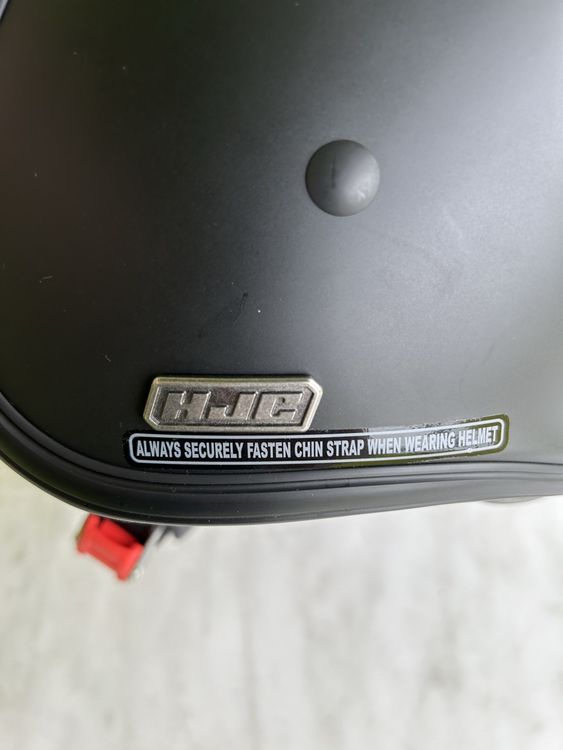 HJC
ALWAYS SECURELY FASTEN CHIN STRAP WHEN WEARING HELMET